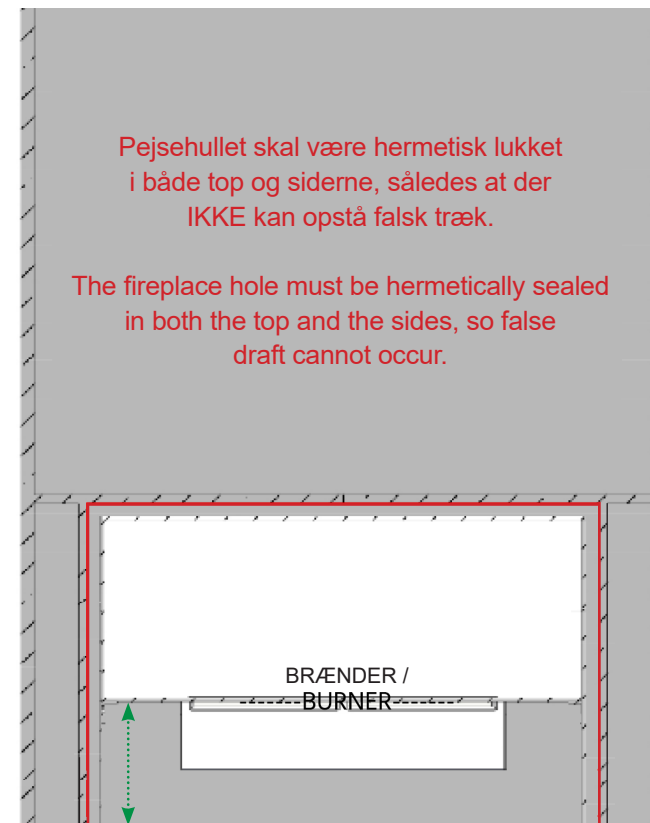 Pejsehullet skal være hermetisk lukket
i både top og siderne, således at der
IKKE kan opstå falsk træk.
The fireplace hole must be hermetically sealed
in both the top and the sides, so false
draft cannot occur.
BRÆNDER /
BURNER